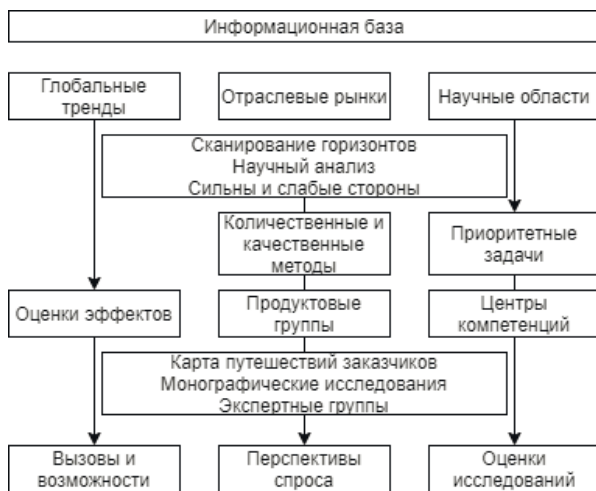 Информационная база
Глобальные
тренды
Отраслевые рынки
Научные области
Сканирование горизонтов
Научный анализ
Сильны и слабые стороны
Количественные и
качественные
методы
Приоритетные
задачи
Оценки эффектов
Продуктовые
группы
Центры
компетенций
Карта путешествий заказчиков
Монографические исследования
Экспертные группы
Вызовы и
возможности
Перспективы
спроса
Оценки
исследований